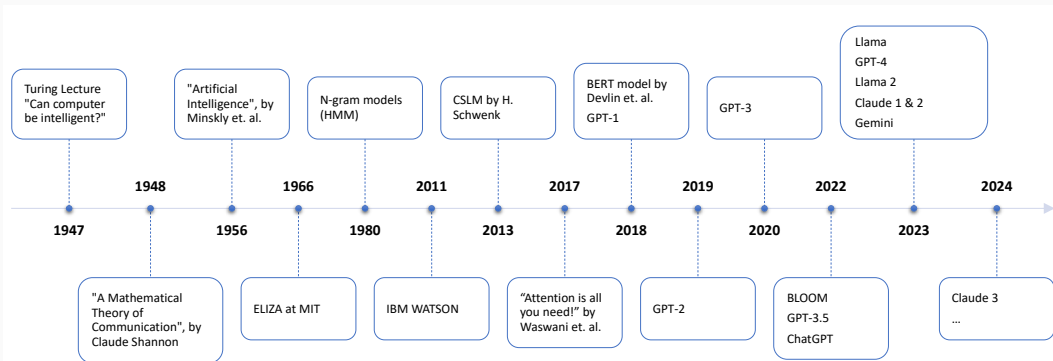 Turing Lecture
"Can computer
be intelligent?"
"Artificial
Intelligence", by
Minskly et. al.
N-gram models
(HMM)
CSLM by H.
Schwenk
BERT model by
Devlin et. al.
GPT-1
GPT-3
Llama
GPT-4
Llama 2
Claude 1 & 2
Gemini
1948
1966
2011
2017
2019
2022
2024
1947
1956
1980
2013
2018
2020
2023
"A Mathematical
Theory of
Communication", by
Claude Shannon
ELIZA at MIT
IBM WATSON
“Attention is all
you need!” by
Waswani et. al.
GPT-2
BLOOM
GPT-3.5
ChatGPT
Claude 3
...